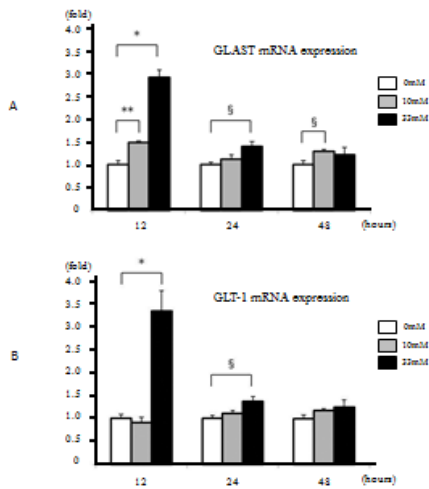 (fold)
4.0
*
GLAST mRNA expression
3.5
3.0
0mM
2.5
10mM
A
33mM
2.0
**
§
§
1.5
1.0
0.5
0
12
24
48
(hours)
(fold)
*
4.0
GLT-1 mRNA expression
3.5
3.0
0mM
2.5
10mM
B
33mM
2.0
§
1.5
1.0
0.5
0
12
24
48
(hours)